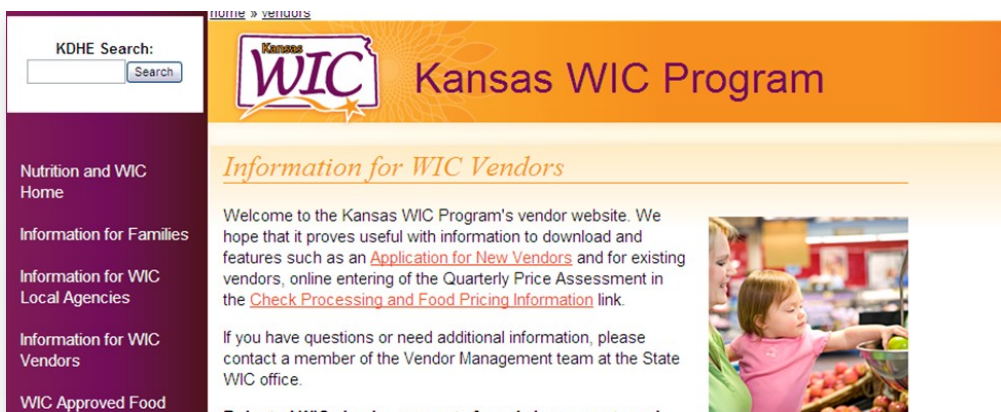 home » vendors
KDHE Search:
Search
Kansas
WIC
Kansas WIC Program
Nutrition and WIC
Home
Information for Families
Information for WIC
Local Agencies
Information for WIC
Vendors
WIC Approved Food
Information for WIC Vendors
Welcome to the Kansas WIC Program's vendor website. We
hope that it proves useful with information to download and
features such as an Application for New Vendors and for existing
vendors, online entering of the Quarterly Price Assessment in
the Check Processing and Food Pricing Information link.
If you have questions or need additional information, please
contact a member of the Vendor Management team at the State
WIC office.